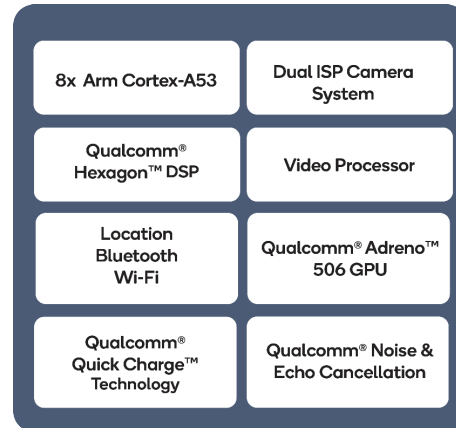 8x Arm Cortex-A53
Dual ISP Camera
System
Qualcomm®
Hexagon™ DSP
Video Processor
Location
Bluetooth
Wi-Fi
Qualcomm® Adreno™
506 GPU
Qualcomm®
Quick Charge™
Technology
Qualcomm® Noise &
Echo Cancellation